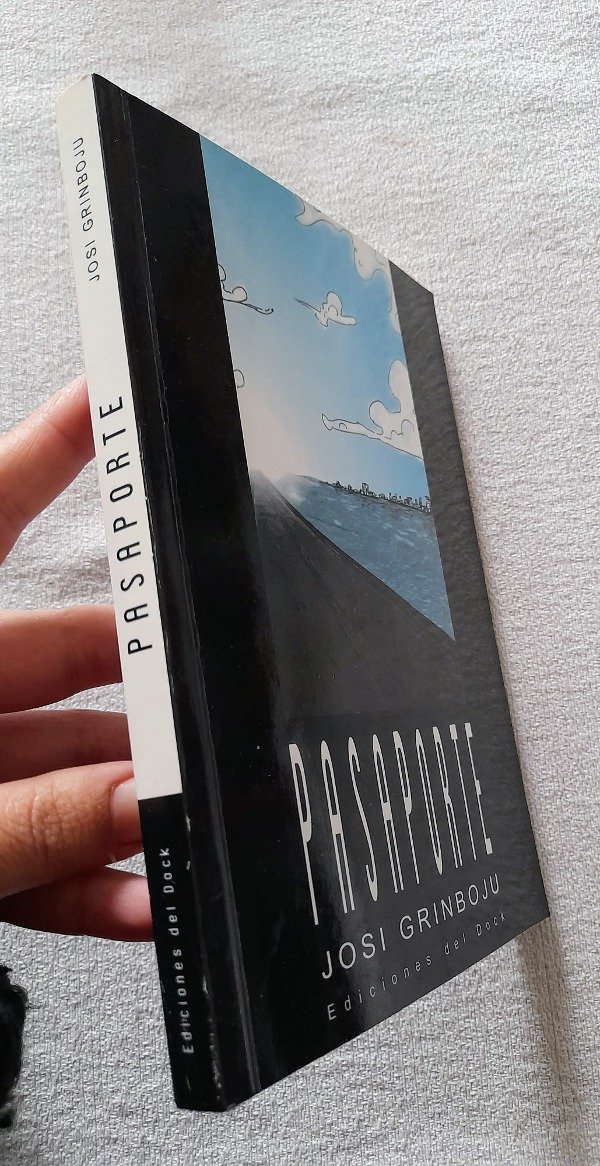 JOSI GRINBOJU
PASAPORTE
Ediciones del Dock
PASAPORTE
JOSI GRINBOJU
Ediciones del Dock